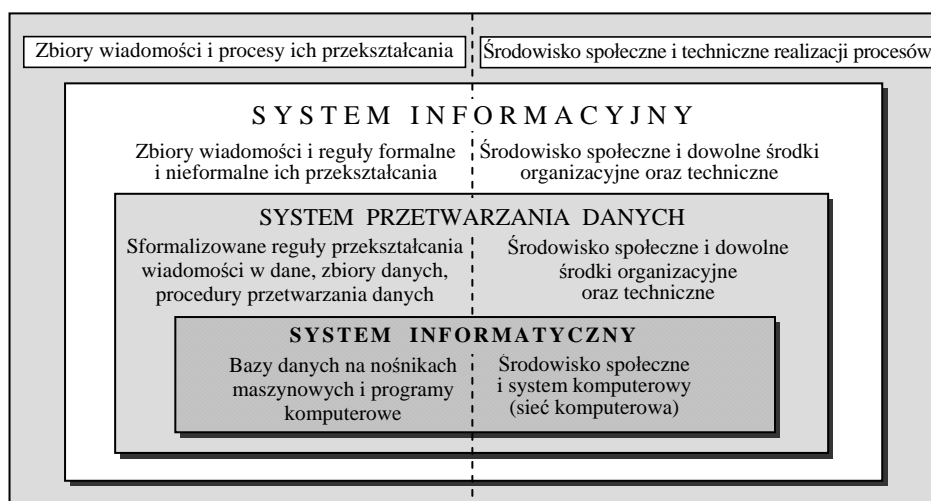 Zbiory wiadomości i procesy ich przekształcania
Środowisko społeczne i techniczne realizacji procesów
SYSTEM INFORMACYJNY
Zbiory wiadomości i reguły formalne
i nieformalne ich przekształcania
Środowisko społeczne i dowolne środki
organizacyjne oraz techniczne
SYSTEM PRZETWARZANIA DANYCH
Sformalizowane reguły przekształcania
wiadomości w dane, zbiory danych,
procedury przetwarzania danych
Środowisko społeczne i dowolne
środki organizacyjne
oraz techniczne
SYSTEM INFORMATYCZNY
Bazy danych na nośnikach
maszynowych i programy
komputerowe
Środowisko społeczne
i system komputerowy
(sieć komputerowa)